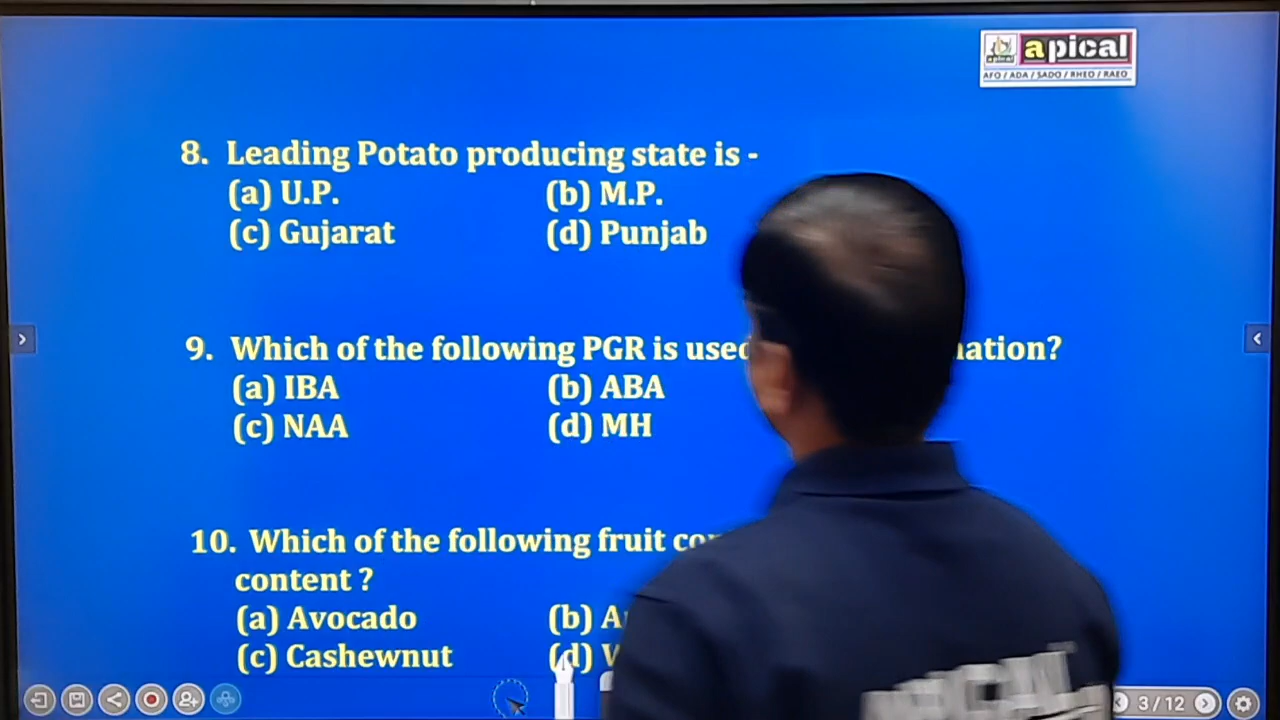 apical
AFO / ADA / SADO / RHEO / RAEO
8. Leading Potato producing state is -
(a) U.P. (b) M.P.
(c) Gujarat (d) Punjab
9. Which of the following PGR is used
(a) IBA (b) ABA
(c) NAA (d) MH
10. Which of the following fruit
content ?
(a) Avocado (b)
(c) Cashewnut (d)
3 / 12